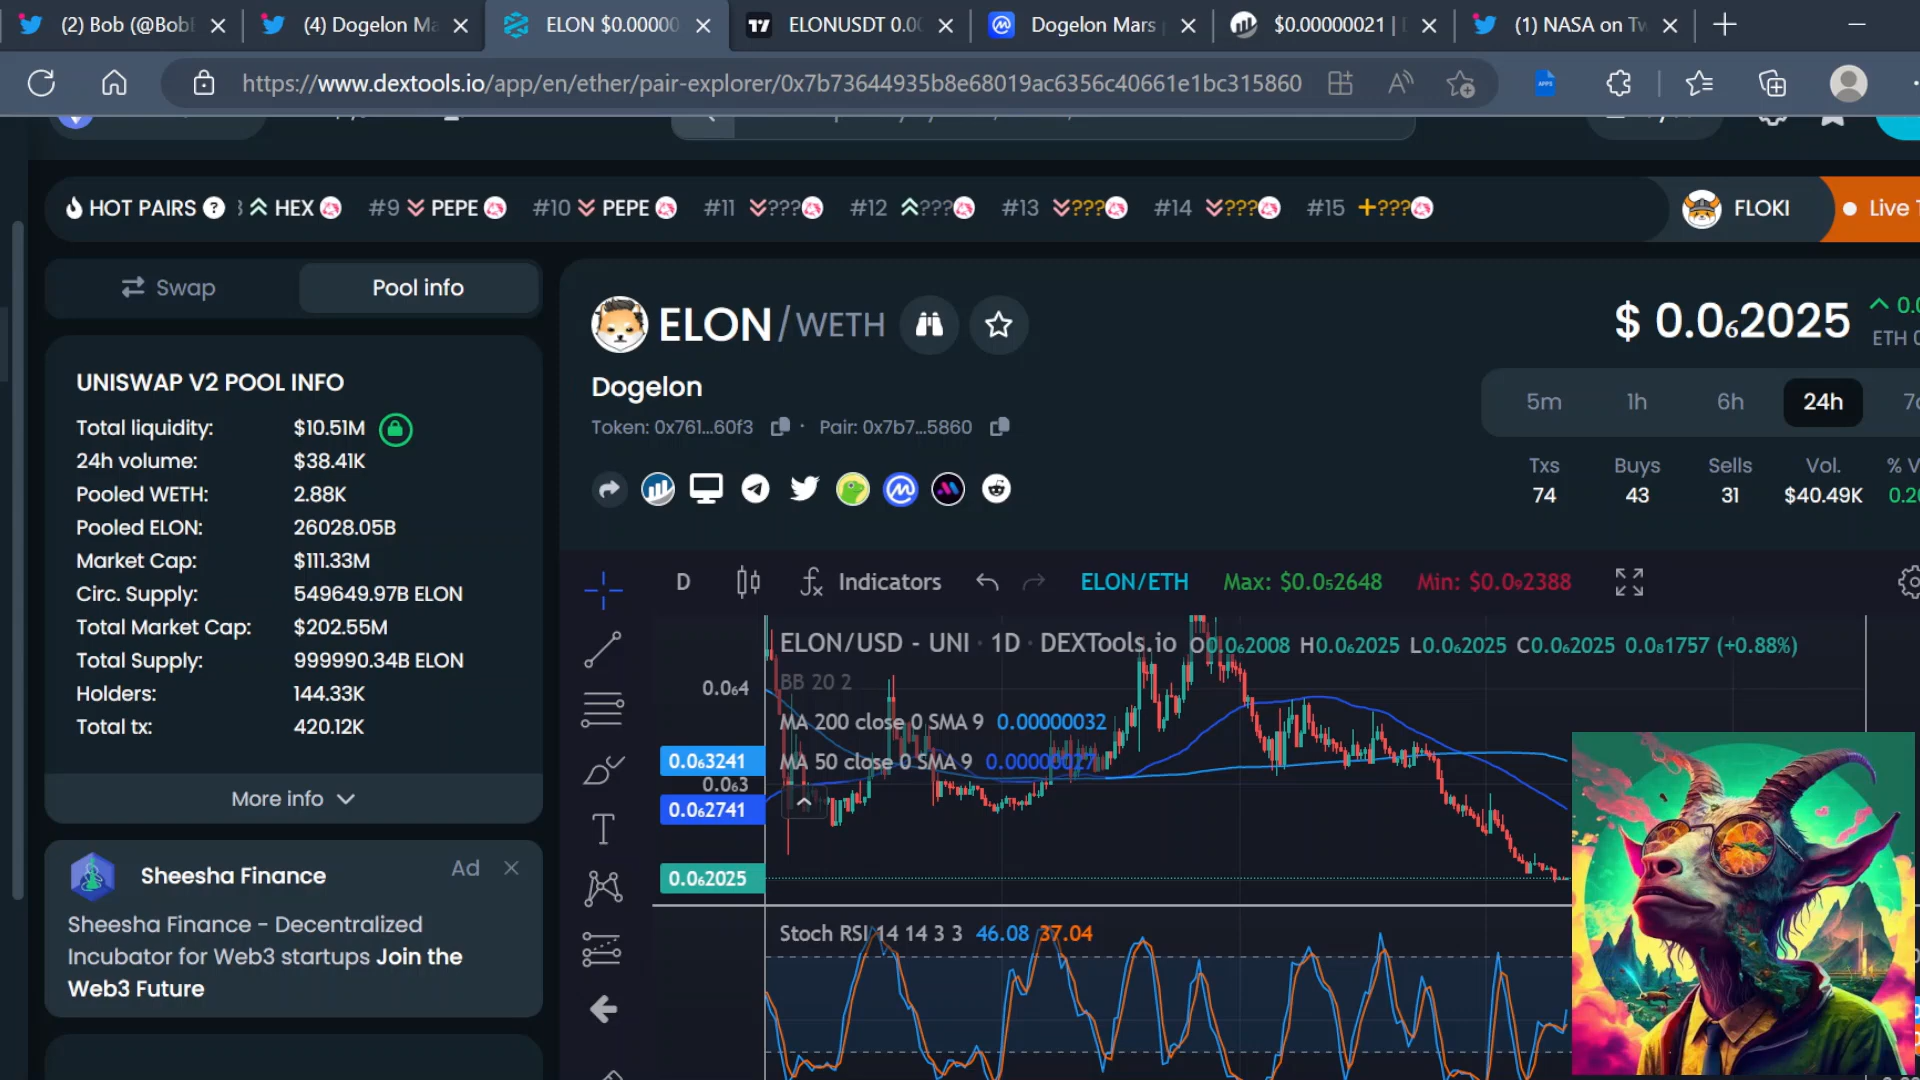 (2) Bob (@Bob
(4) Dogelon Ma
ELON $0.00000
ELONUSDT 0.00
Dogelon Mars
$0.00000021 |
(1) NASA on Tw
https://www.dextools.io/app/en/ether/pair-explorer/0x7b73644935b8e68019ac6356c40661e1bc315860
APPS
HOT PAIRS ? HEX #9 PEPE #10 PEPE #11 ??? #12 ??? #13 ??? #14 ??? #15 +???
FLOKI
Live
Swap
Pool info
UNISWAP V2 POOL INFO
Total liquidity: $10.51M
24h volume: $38.41K
Pooled WETH: 2.88K
Pooled ELON: 26028.05B
Market Cap: $111.33M
Circ. Supply: 549649.97B ELON
Total Market Cap: $202.55M
Total Supply: 999990.34B ELON
Holders: 144.33K
Total tx: 420.12K
More info
Sheesha Finance Ad
Sheesha Finance - Decentralized
Incubator for Web3 startups Join the
Web3 Future
ELON/WETH
Dogelon
Token: 0x761...60f3 · Pair: 0x7b7...5860
$ 0.0₆2025
ETH
5m 1h 6h 24h
Txs Buys Sells Vol.
74 43 31 $40.49K
D Indicators ELON/ETH Max: $0.0₅2648 Min: $0.0₉2388
ELON/USD - UNI · 1D · DEXTools.io O0.0₆2008 H0.0₆2025 L0.0₆2025 C0.0₆2025 0.0₈1757 (+0.88%)
BB 20 2
MA 200 close 0 SMA 9 0.00000032
MA 50 close 0 SMA 9 0.00000027
0.0₆4
0.0₆3241
0.0₆3
0.0₆2741
0.0₆2025
Stoch RSI 14 14 3 3 46.08 37.04